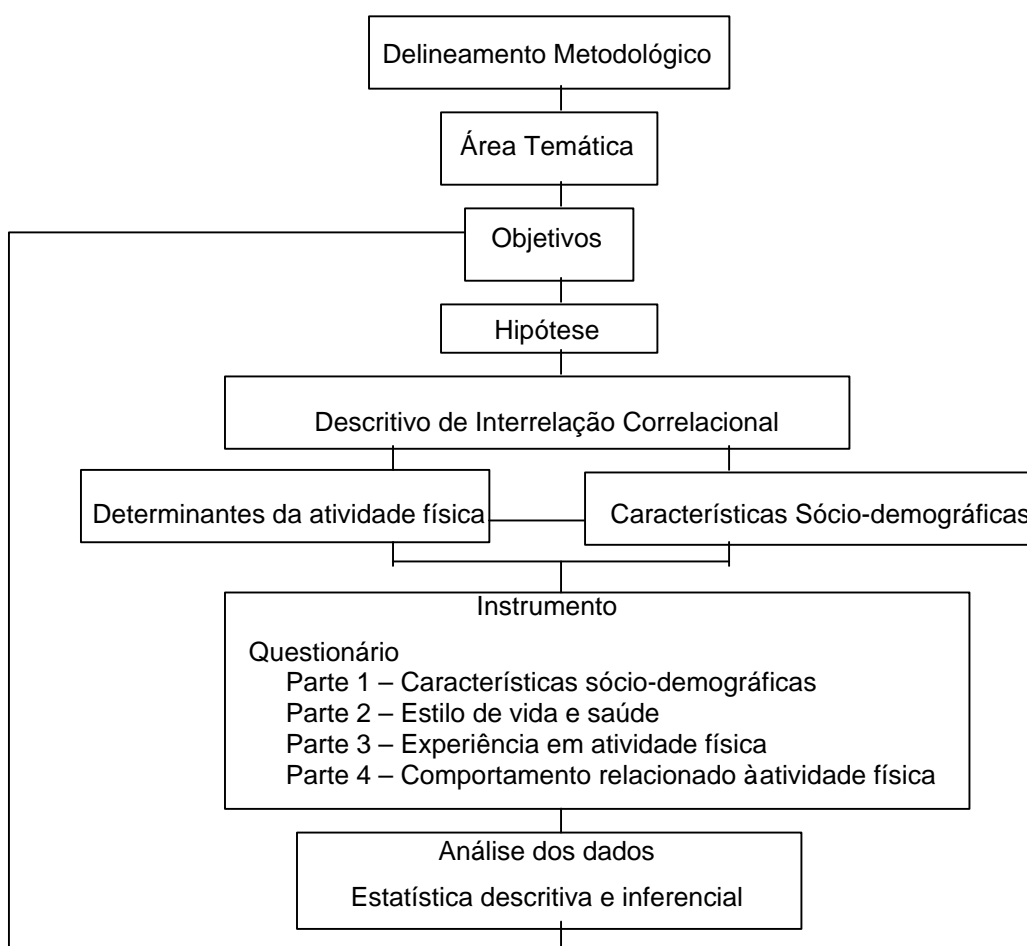 Delineamento Metodológico
Área Temática
Objetivos
Hipótese
Descritivo de Interrelação Correlacional
Determinantes da atividade física
Características Sócio-demográficas
Instrumento
Questionário
Parte 1 – Características sócio-demográficas
Parte 2 – Estilo de vida e saúde
Parte 3 – Experiência em atividade física
Parte 4 – Comportamento relacionado àatividade física
Análise dos dados
Estatística descritiva e inferencial